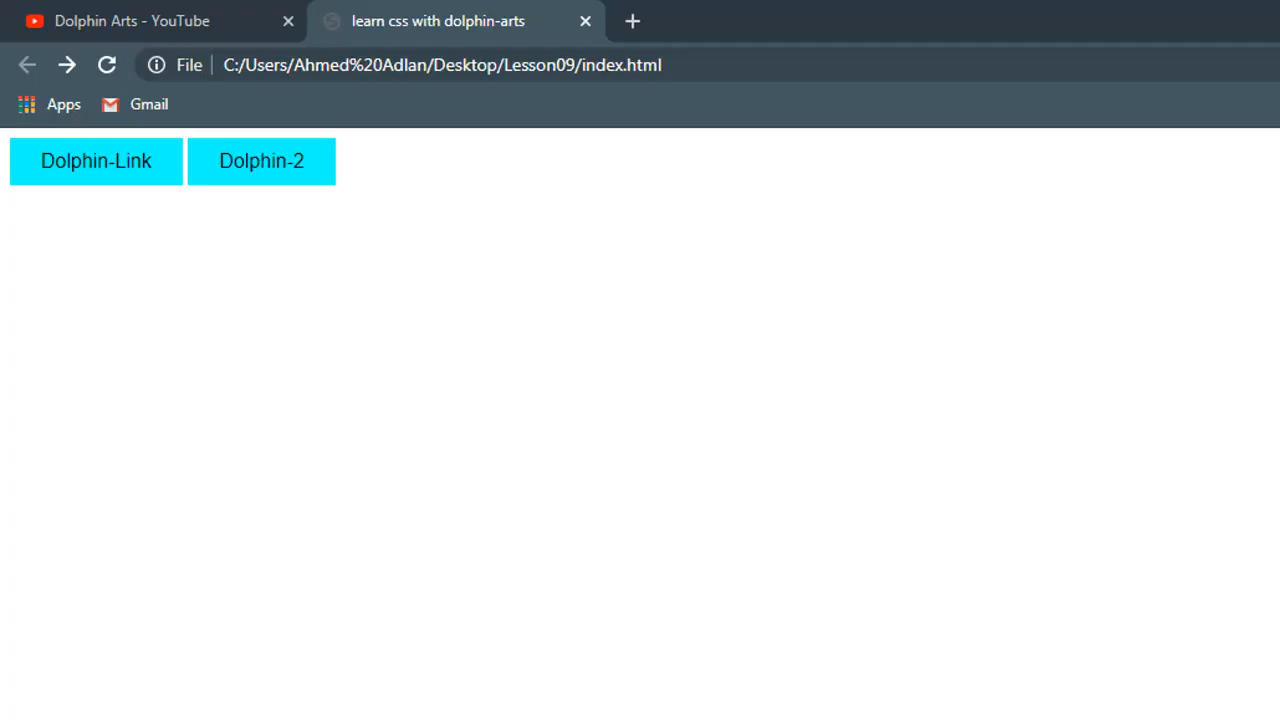 Dolphin Arts - YouTube
learn css with dolphin-arts
File
C:/Users/Ahmed%20Adlan/Desktop/Lesson09/index.html
Apps
Gmail
Dolphin-Link
Dolphin-2